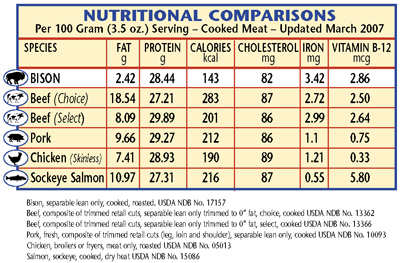 NUTRITIONAL COMPARISONS
Per 100 Gram (3.5 oz.) Serving – Cooked Meat – Updated March 2007
SPECIES FAT g PROTEIN g CALORIES kcal CHOLESTEROL mg IRON mg VITAMIN B-12 mcg
BISON 2.42 28.44 143 82 3.42 2.86
Beef (Choice) 18.54 27.21 283 87 2.72 2.50
Beef (Select) 8.09 29.89 201 86 2.99 2.64
Pork 9.66 29.27 212 86 1.1 0.75
Chicken (Skinless) 7.41 28.93 190 89 1.21 0.33
Sockeye Salmon 10.97 27.31 216 87 0.55 5.80
Bison, separable lean only, cooked, roasted. USDA NDB No. 17157
Beef, composite of trimmed retail cuts, separable lean only trimmed to 0" fat, choice, cooked USDA NDB No. 13362
Beef, composite of trimmed retail cuts, separable lean only trimmed to 0" fat, select, cooked USDA NDB No. 13366
Pork, fresh, composite of trimmed retail cuts (leg, loin and shoulder), separable lean only, cooked USDA NDB No. 10093
Chicken, broilers or fryers, meat only, roasted. USDA NDB No. 05013
Salmon, sockeye, cooked, dry heat USDA NDB No. 15086